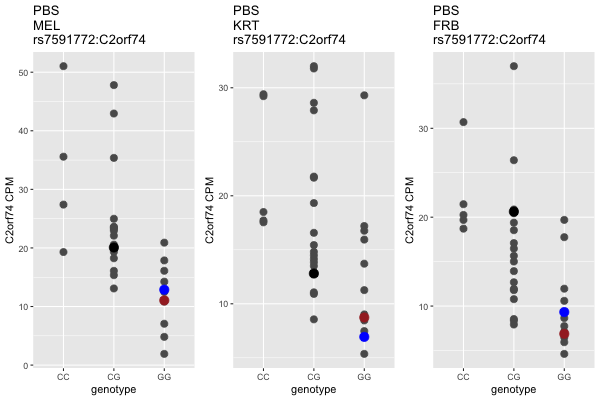 PBS
MEL
rs7591772:C2orf74
C2orf74 CPM
50
40
30
20
10
0
CC CG GG
genotype
PBS
KRT
rs7591772:C2orf74
C2orf74 CPM
30
20
10
CC CG GG
genotype
PBS
FRB
rs7591772:C2orf74
C2orf74 CPM
30
20
10
CC CG GG
genotype